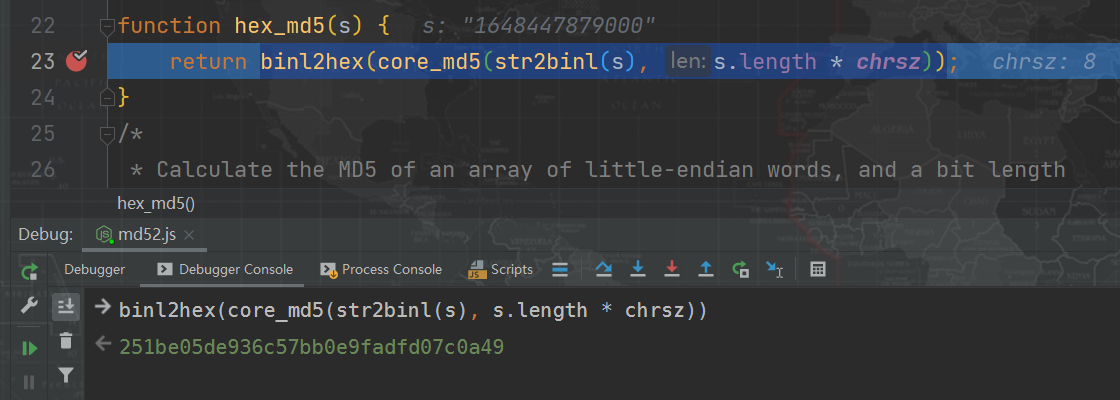 22 function hex_md5(s) { s: "1648447879000"
23 return binl2hex(core_md5(str2binl(s), len: s.length * chrsz)); chrsz: 8
24 }
25 /*
26 * Calculate the MD5 of an array of little-endian words, and a bit length
hex_md5()
Debug: md52.js
Debugger Debugger Console Process Console Scripts
binl2hex(core_md5(str2binl(s), s.length * chrsz))
251be05de936c57bb0e9fadfd07c0a49